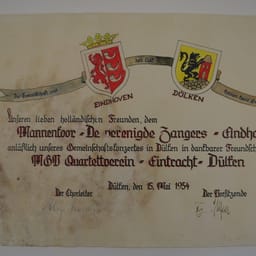 EINDHOVEN
DÜLKEN
Unseren lieben holländischen Freunden, dem
Mannenkoor - De verenigde Zangers - Eindho
anläßlich unseres Gemeinschaftskonzertes in Dülken in dankbarer Freundsch
MGV Quartettverein - Eintracht - Dülken
Der Chorleiter Dülken, den 15. Mai 1954 Der Vorsitzende